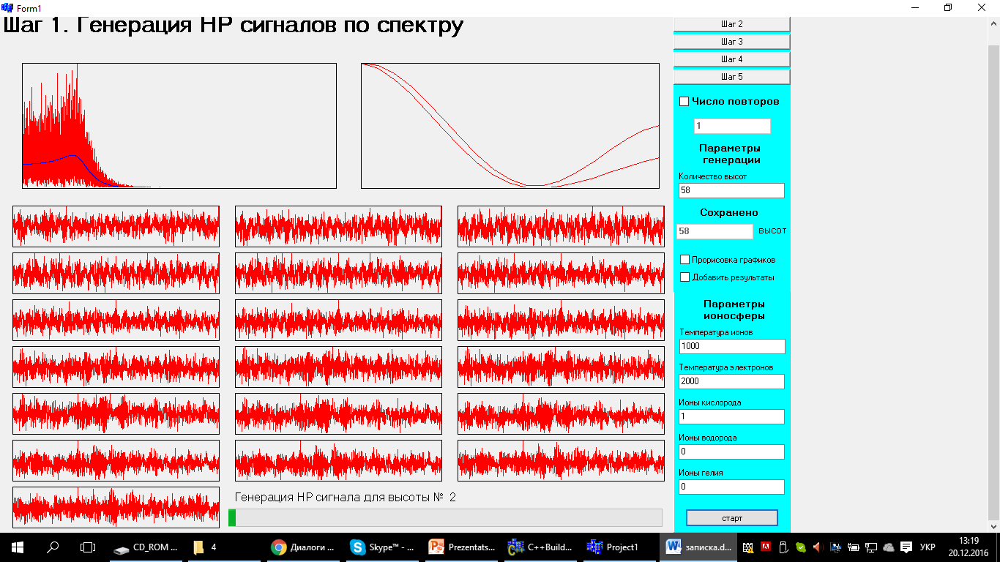 Form1
Шаг 1. Генерация НР сигналов по спектру
Шаг 2
Шаг 3
Шаг 4
Шаг 5
Число повторов
1
Параметры
генерации
Количество высот
58
Сохранено
58 высот
Прорисовка графиков
Добавить результаты
Параметры
ионосферы
Температура ионов
1000
Температура электронов
2000
Ионы кислорода
1
Ионы водорода
0
Ионы гелия
0
старт
Генерация НР сигнала для высоты № 2
CD_ROM ...
4
Диалоги ...
Skype™ - ...
Prezentats...
C++Build...
Project1
записка.d...
УКР
13:19
20.12.2016